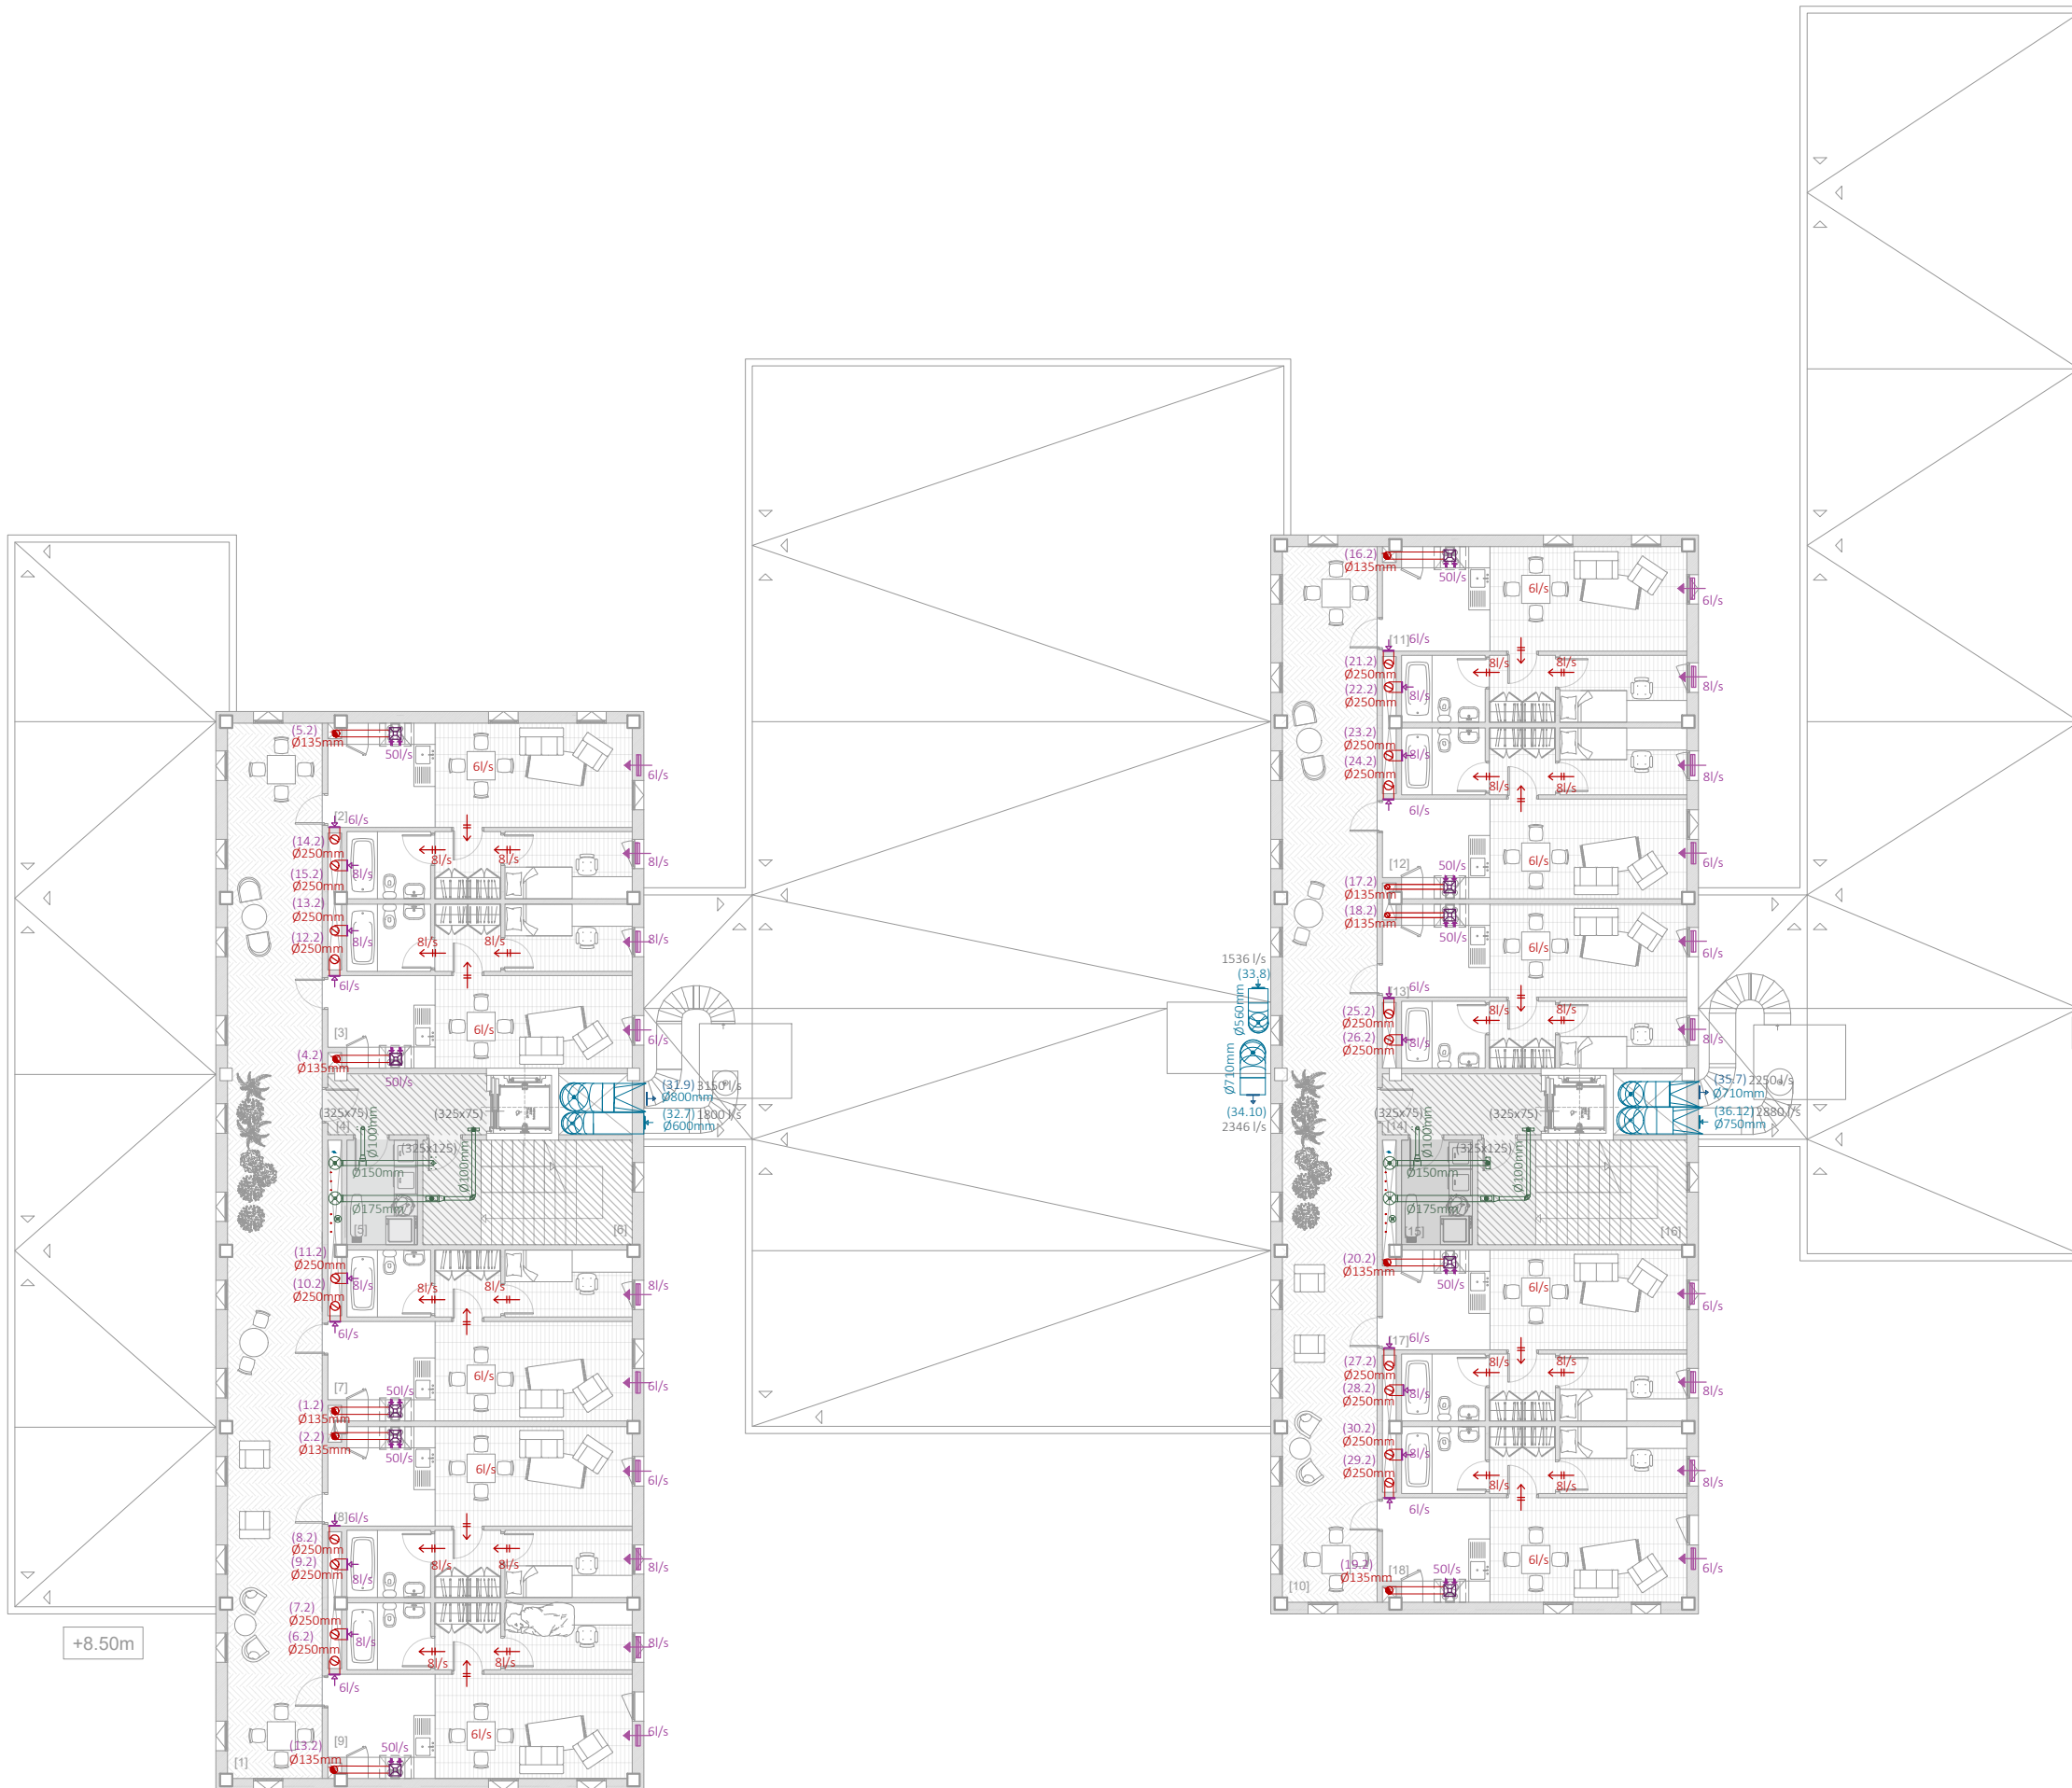 (16.2)
Ø135mm
50l/s
6l/s
6l/s
[11]
6l/s
(21.2)
Ø250mm
(22.2)
Ø250mm
8l/s
8l/s
8l/s
8l/s
(23.2)
Ø250mm
(24.2)
Ø250mm
8l/s
8l/s
8l/s
8l/s
6l/s
[12]
50l/s
6l/s
6l/s
(17.2)
Ø135mm
(18.2)
Ø135mm
50l/s
6l/s
6l/s
[13]
(25.2)
Ø250mm
(26.2)
Ø250mm
8l/s
8l/s
8l/s
8l/s
1536 l/s
(33.8)
Ø560mm
Ø710mm
(34.10)
2346 l/s
(35.7) 2250l/s
Ø710mm
(36.12) 2880 l/s
Ø750mm
(325x75)
[14]
Ø100mm
(325x75)
(325x125)
Ø150mm
Ø100mm
Ø175mm
[15]
[16]
(20.2)
Ø135mm
50l/s
6l/s
6l/s
[17]
6l/s
(27.2)
Ø250mm
(28.2)
Ø250mm
8l/s
8l/s
8l/s
8l/s
(30.2)
Ø250mm
(29.2)
Ø250mm
8l/s
8l/s
8l/s
8l/s
6l/s
[10]
(19.2)
Ø135mm
[18]
50l/s
6l/s
6l/s
(5.2)
Ø135mm
50l/s
6l/s
6l/s
[2]
6l/s
(14.2)
Ø250mm
(15.2)
Ø250mm
8l/s
8l/s
8l/s
8l/s
(13.2)
Ø250mm
(12.2)
Ø250mm
8l/s
8l/s
8l/s
8l/s
6l/s
[3]
6l/s
6l/s
(4.2)
Ø135mm
50l/s
(31.9) 3150 l/s
Ø800mm
(32.7) 1800 l/s
Ø600mm
(325x75)
[4]
Ø100mm
(325x75)
(325x125)
Ø150mm
Ø100mm
Ø175mm
[5]
[6]
(11.2)
Ø250mm
(10.2)
Ø250mm
8l/s
8l/s
8l/s
8l/s
6l/s
[7]
50l/s
6l/s
6l/s
(1.2)
Ø135mm
(2.2)
Ø135mm
50l/s
6l/s
6l/s
[8]
6l/s
(8.2)
Ø250mm
(9.2)
Ø250mm
8l/s
8l/s
8l/s
8l/s
(7.2)
Ø250mm
(6.2)
Ø250mm
8l/s
8l/s
8l/s
8l/s
6l/s
[1]
[9]
(13.2)
Ø135mm
50l/s
6l/s
6l/s
+8.50m